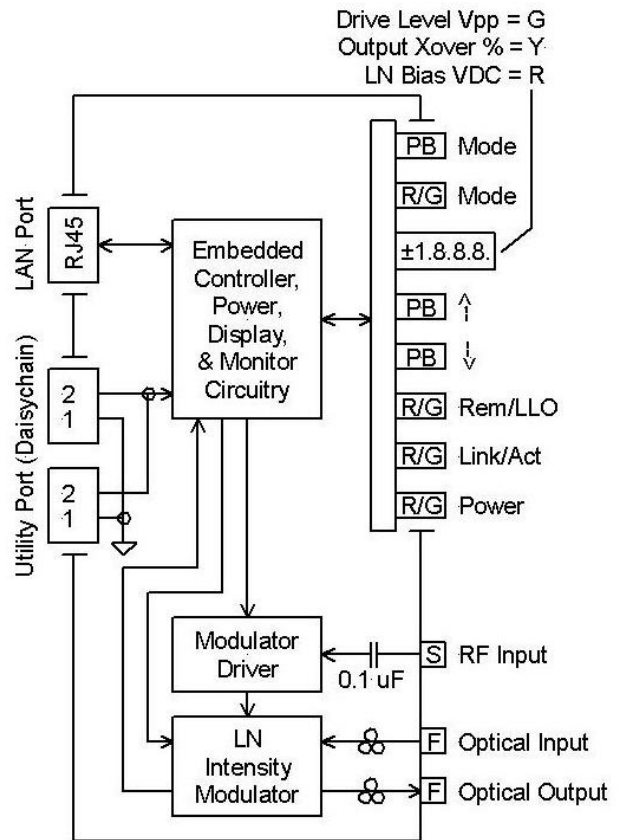 Drive Level Vpp = G
Output Xover % = Y
LN Bias VDC = R
PB Mode
R/G Mode
±1.8.8.8.
PB
PB
R/G Rem/LLO
R/G Link/Act
R/G Power
LAN Port
RJ45
Embedded
Controller,
Power,
Display,
& Monitor
Circuitry
Utility Port (Daisychain)
2
1
2
1
Modulator
Driver
0.1 uF
S RF Input
LN
Intensity
Modulator
F Optical Input
F Optical Output